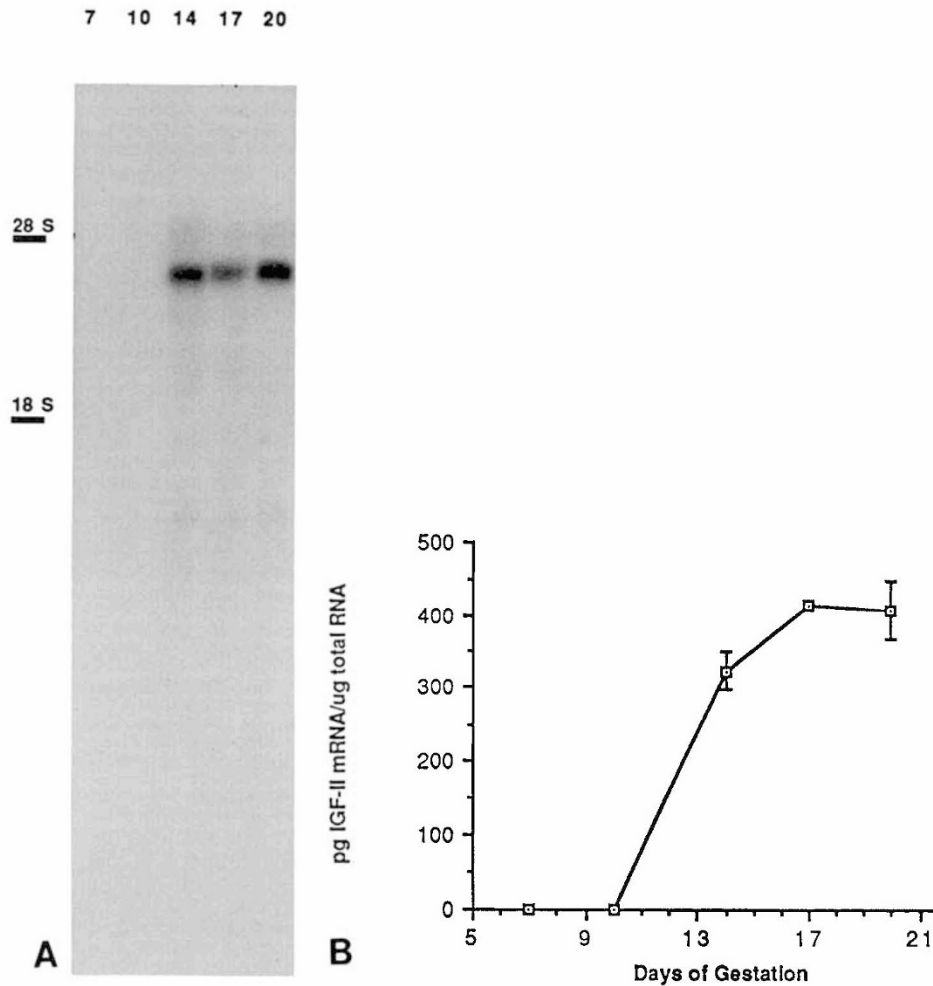 7 10 14 17 20
28 S
18 S
A
pg IGF-II mRNA/ug total RNA
500
400
300
200
100
0
5 9 13 17 21
Days of Gestation
B